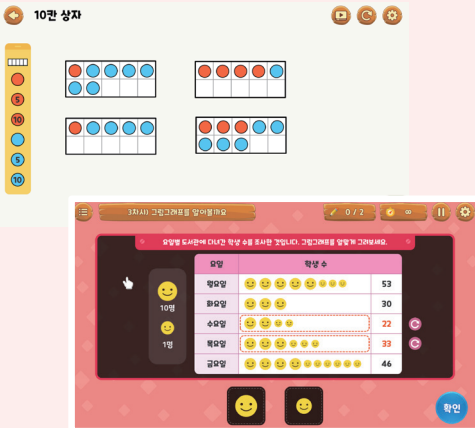 10칸 상자
5
10
5
10
3차시) 그림그래프를 알아볼까요
0 / 2
∞
요일별 도서관에 다녀간 학생 수를 조사한 것입니다. 그림그래프를 알맞게 그려보세요.
요일 학생 수
월요일 53
화요일 30
수요일 22
목요일 33
금요일 46
10명
1명
확인